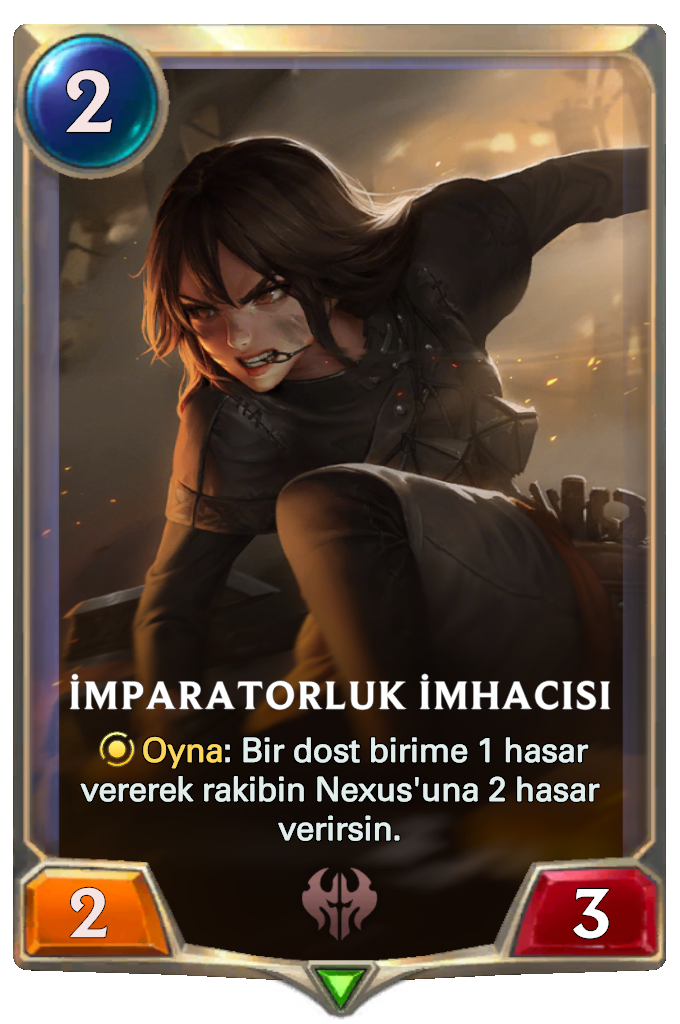 2
İMPARATORLUK İMHACISI
Oyna: Bir dost birime 1 hasar
vererek rakibin Nexus'una 2 hasar
verirsin.
2
3